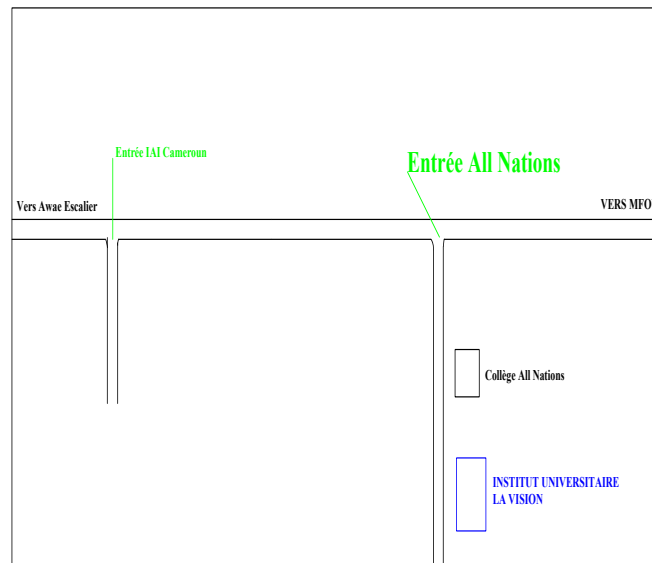 Entrée IAI Cameroun
Entrée All Nations
Vers Awae Escalier
VERS MFO
Collège All Nations
INSTITUT UNIVERSITAIRE
LA VISION